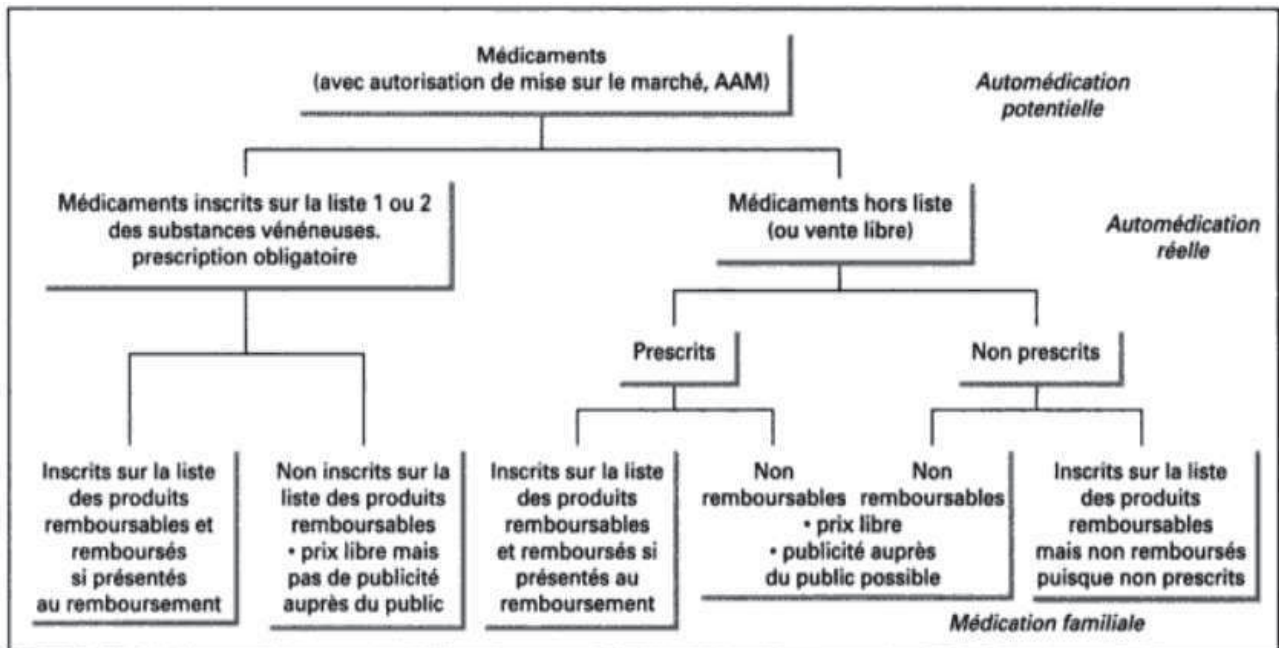 Médicaments
(avec autorisation de mise sur le marché, AAM)
Automédication
potentielle
Médicaments inscrits sur la liste 1 ou 2
des substances vénéneuses.
prescription obligatoire
Médicaments hors liste
(ou vente libre)
Automédication
réelle
Prescrits
Non prescrits
Inscrits sur la liste
des produits
remboursables et
remboursés
si présentés
au remboursement
Non inscrits sur la
liste des produits
remboursables
• prix libre mais
pas de publicité
auprès du public
Inscrits sur la liste
des produits
remboursables
et remboursés si
présentés au
remboursement
Non Non
remboursables remboursables
• prix libre
• publicité auprès
du public possible
Inscrits sur la liste
des produits
remboursables
mais non remboursés
puisque non prescrits
Médication familiale